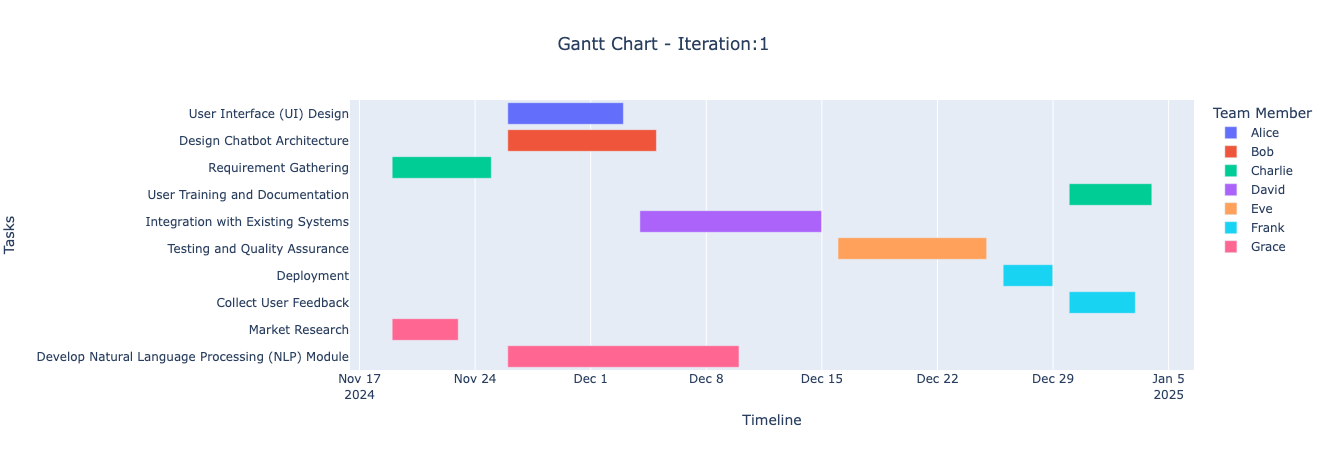 Gantt Chart - Iteration:1
Tasks
User Interface (UI) Design
Design Chatbot Architecture
Requirement Gathering
User Training and Documentation
Integration with Existing Systems
Testing and Quality Assurance
Deployment
Collect User Feedback
Market Research
Develop Natural Language Processing (NLP) Module
Nov 17 Nov 24 Dec 1 Dec 8 Dec 15 Dec 22 Dec 29 Jan 5
2024 2025
Timeline
Team Member
Alice
Bob
Charlie
David
Eve
Frank
Grace